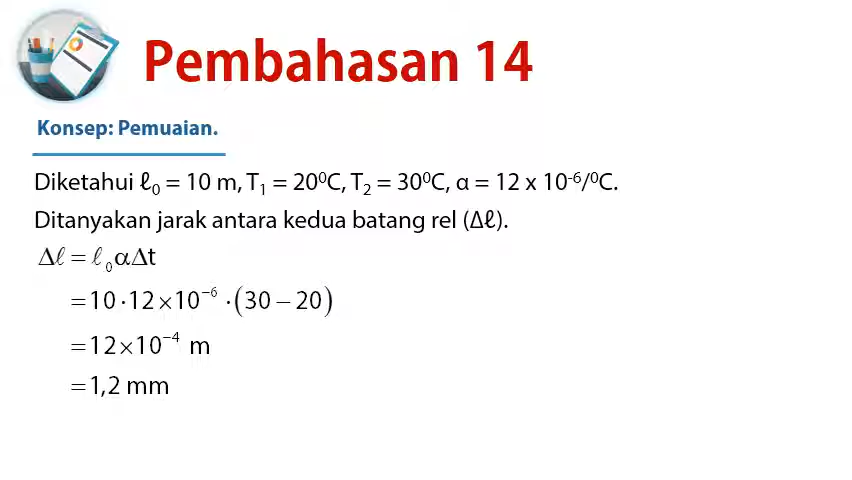 Pembahasan 14
Konsep: Pemuaian.
Diketahui ℓ₀ = 10 m, T₁ = 20⁰C, T₂ = 30⁰C, α = 12 x 10⁻⁶/⁰C.
Ditanyakan jarak antara kedua batang rel (Δℓ).
Δℓ = ℓ₀αΔt
=10·12×10⁻⁶·(30−20)
=12×10⁻⁴ m
=1,2 mm